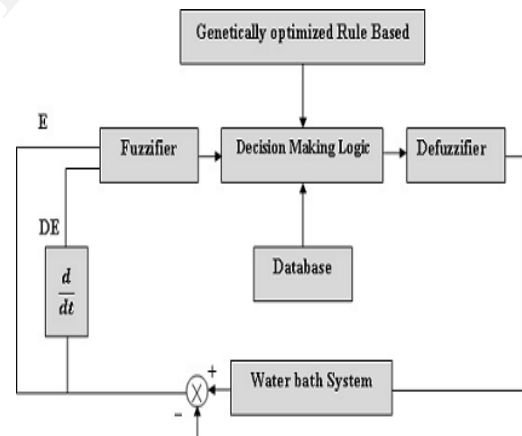 Genetically optimized Rule Based
E
Fuzzifier
Decision Making Logic
Defuzzifier
DE
d
dt
Database
+
Water bath System
X
−